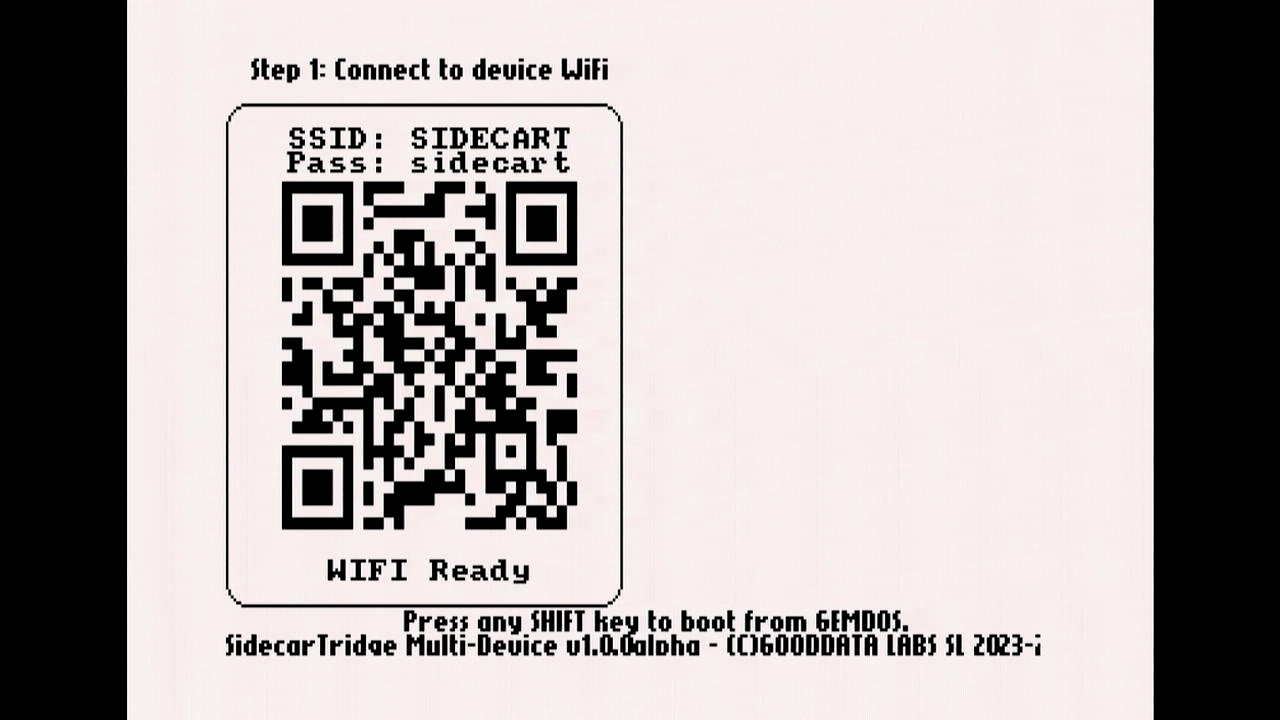 Step 1: Connect to device Wifi
SSID: SIDECART
Pass: sidecart
WIFI Ready
Press any SHIFT key to boot from GEMDOS.
SidecarTridge Multi-Device v1.0.0alpha - (C)GOODDATA LABS SL 2023-